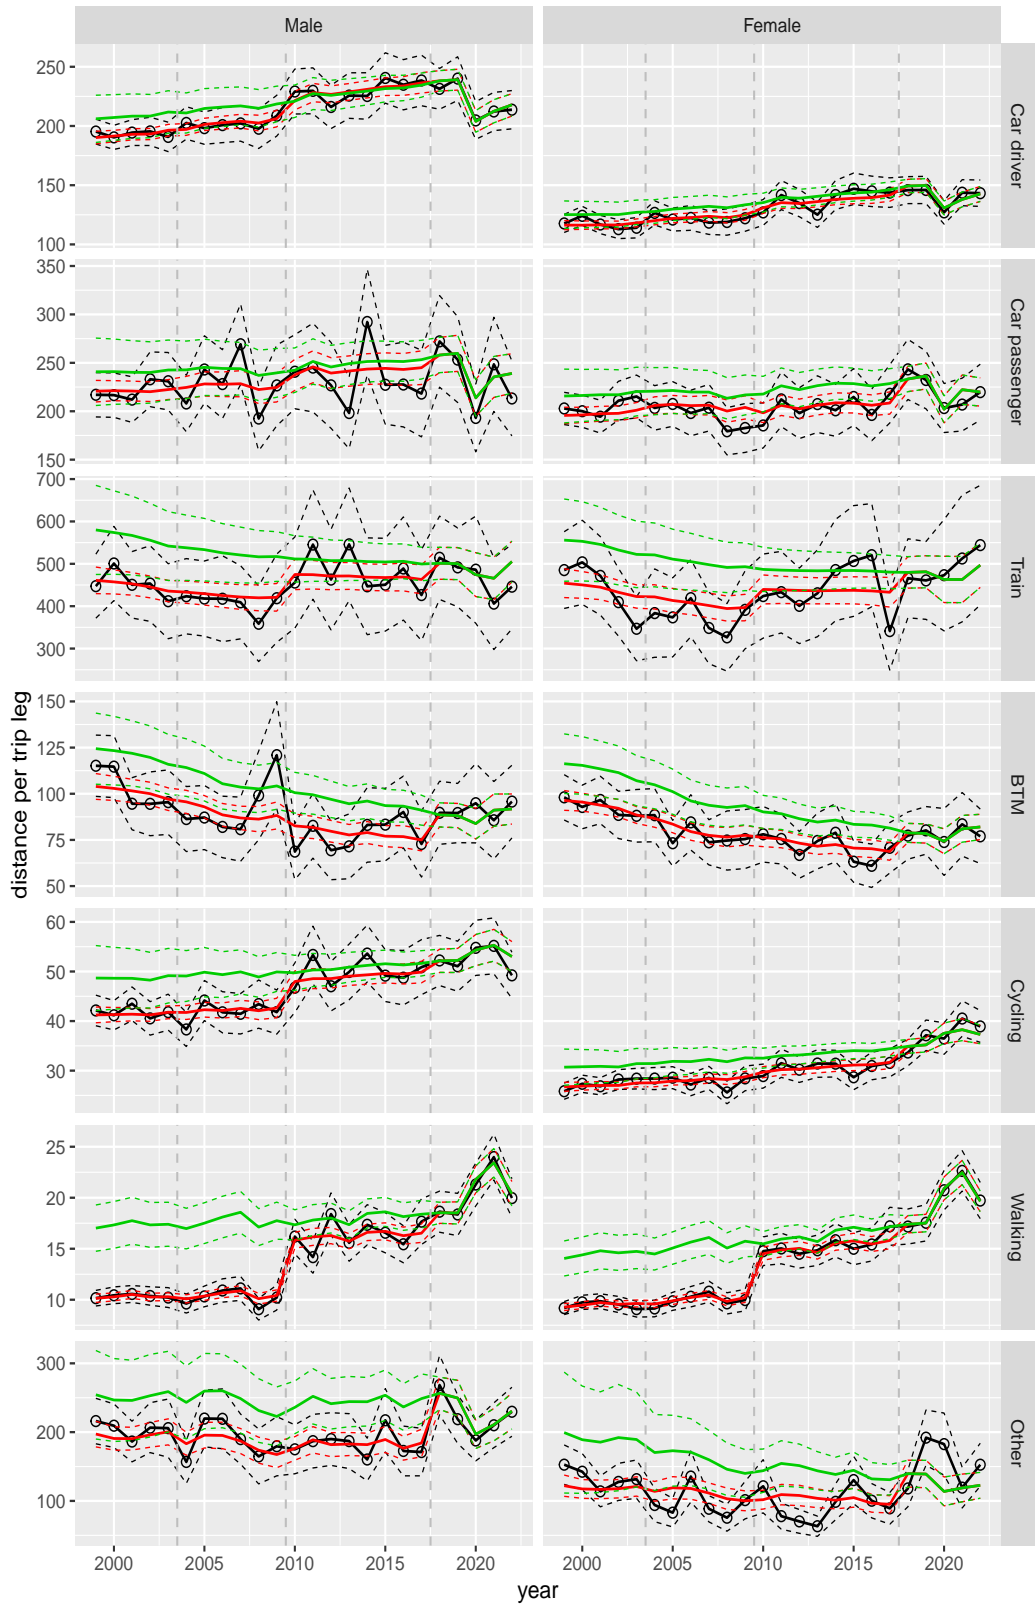 Male Female
250
200
150
100
Car driver
350
300
250
200
150
Car passenger
700
600
500
400
300
Train
150
125
100
75
50
BTM
60
50
40
30
Cycling
25
20
15
10
Walking
300
200
100
Other
distance per trip leg
2000 2005 2010 2015 2020 2000 2005 2010 2015 2020
year